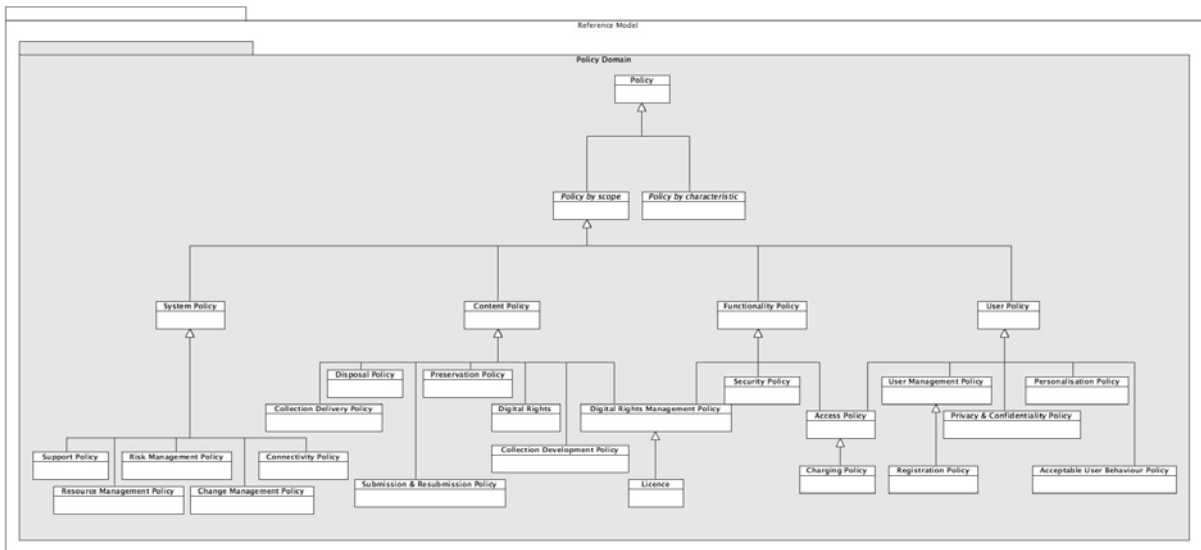 Reference Model
Policy Domain
Policy
Policy by scope
Policy by characteristic
System Policy
Content Policy
Functionality Policy
User Policy
Disposal Policy
Preservation Policy
Security Policy
User Management Policy
Personalisation Policy
Collection Delivery Policy
Digital Rights
Digital Rights Management Policy
Access Policy
Privacy & Confidentiality Policy
Support Policy
Risk Management Policy
Connectivity Policy
Collection Development Policy
Charging Policy
Registration Policy
Acceptable User Behaviour Policy
Resource Management Policy
Change Management Policy
Submission & Resubmission Policy
Licence